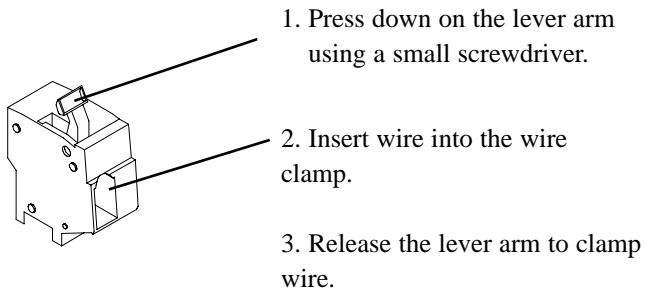 1. Press down on the lever arm
using a small screwdriver.
2. Insert wire into the wire
clamp.
3. Release the lever arm to clamp
wire.